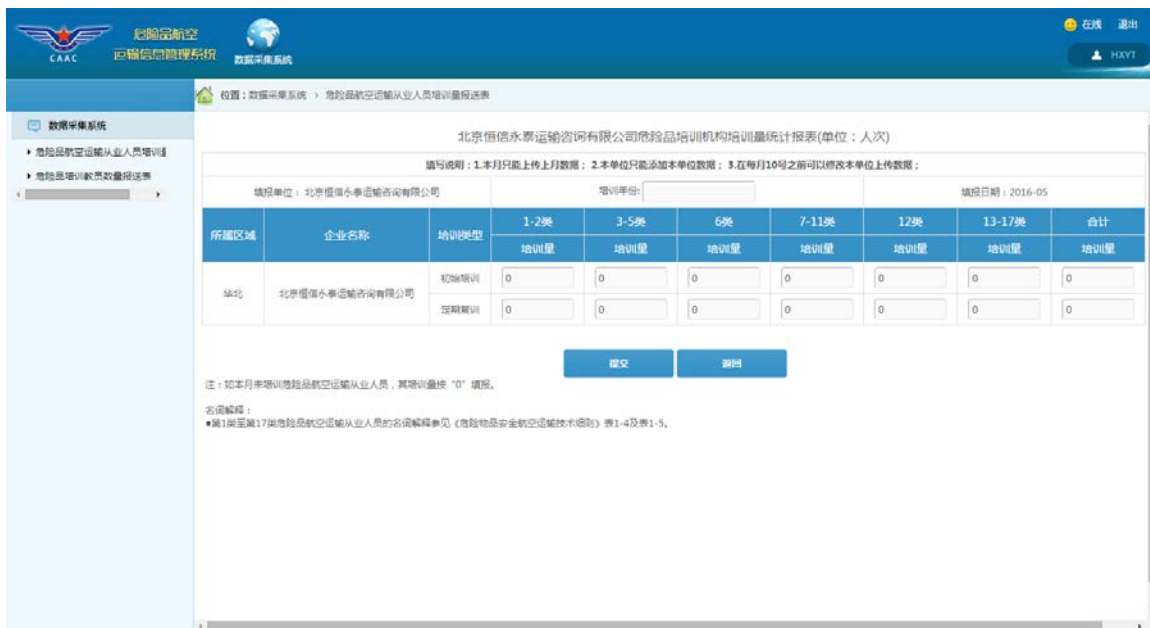 危险品航空
运输信息管理系统
CAAC
数据采集系统
在线 退出
HXYT
位置：数据采集系统 › 危险品航空运输从业人员培训量报送表
数据采集系统
危险品航空运输从业人员培训量
危险品培训教员数量报送表
北京恒信永泰运输咨询有限公司危险品培训机构培训量统计报表(单位：人次)
填写说明：1.本月只能上传上月数据； 2.本单位只能添加本单位数据； 3.在每月10号之前可以修改本单位上传数据；
填报单位：北京恒信永泰运输咨询有限公司 培训年份: 填报日期：2016-05
所属区域 企业名称 培训类型 1-2类 3-5类 6类 7-11类 12类 13-17类 合计
培训量 培训量 培训量 培训量 培训量 培训量 培训量
华北 北京恒信永泰运输咨询有限公司 初始培训 0 0 0 0 0 0 0
定期复训 0 0 0 0 0 0 0
提交 返回
注：如本月未培训危险品航空运输从业人员，其培训量按“0”填报。
名词解释：
●第1类至第17类危险品航空运输从业人员的名词解释参见《危险物品安全航空运输技术细则》表1-4及表1-5。